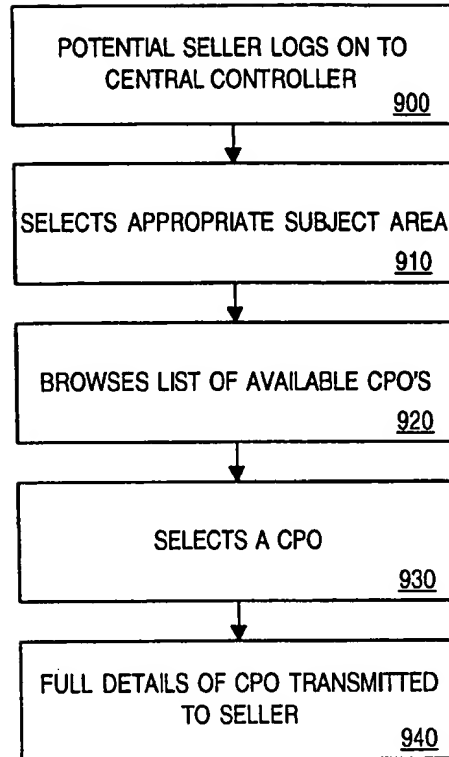 POTENTIAL SELLER LOGS ON TO
CENTRAL CONTROLLER
900
SELECTS APPROPRIATE SUBJECT AREA
910
BROWSES LIST OF AVAILABLE CPO'S
920
SELECTS A CPO
930
FULL DETAILS OF CPO TRANSMITTED
TO SELLER
940